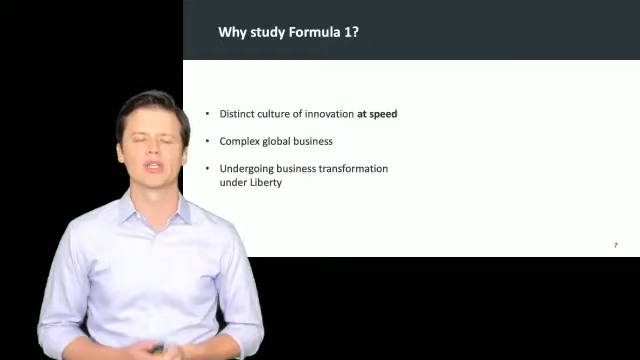 Why study Formula 1?
• Distinct culture of innovation at speed
• Complex global business
• Undergoing business transformation
under Liberty
7